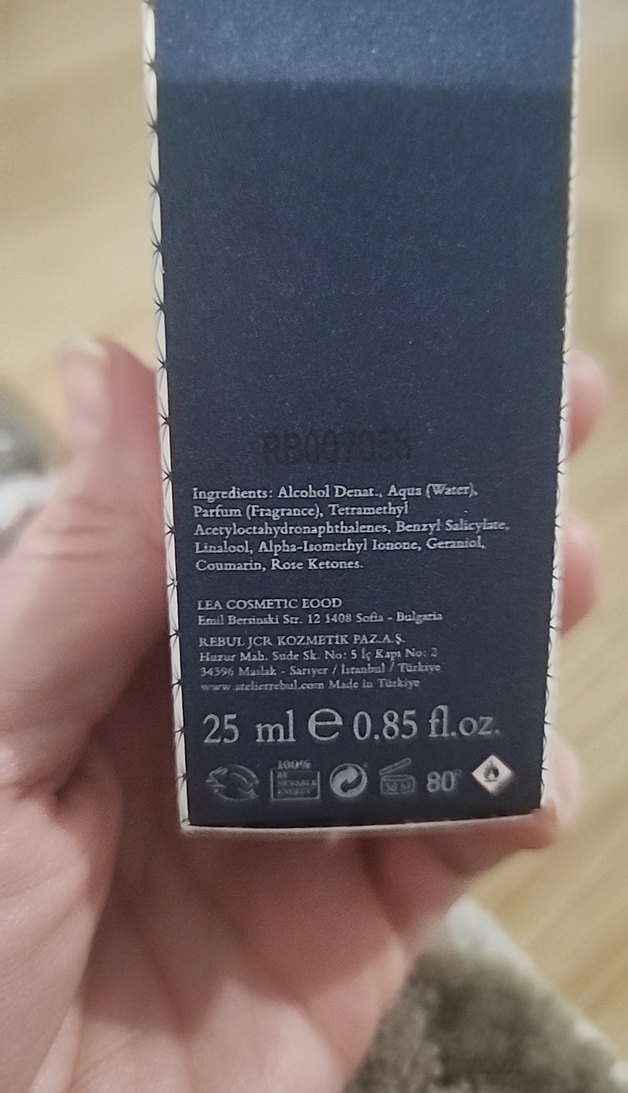 RB007058
Ingredients: Alcohol Denat., Aqua (Water),
Parfum (Fragrance), Tetramethyl
Acetyloctahydronaphthalenes, Benzyl Salicylate,
Linalool, Alpha-Isomethyl Ionone, Geraniol,
Coumarin, Rose Ketones.
LEA COSMETIC EOOD
Emil Bersinski Str. 12 1408 Sofia - Bulgaria
REBUL JCR KOZMETİK PAZ.A.Ş.
Huzur Mah. Sude Sk. No: 5 İç Kapı No: 2
34396 Maslak - Sarıyer / İstanbul / Türkiye
www.atelierrebul.com Made in Türkiye
25 ml e 0.85 fl.oz.
100%
RENEWABLE
ENERGY
36 M
80°